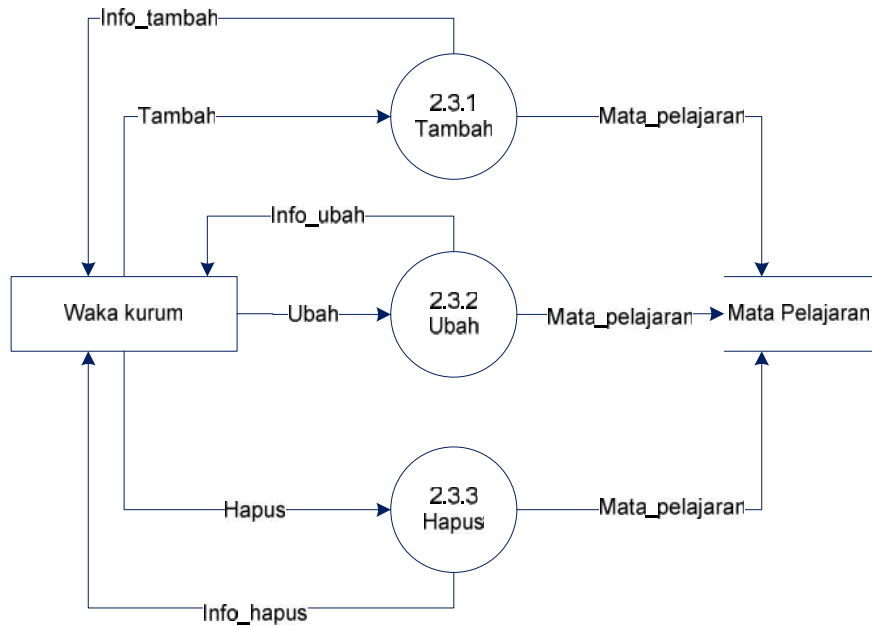 Info_tambah
2.3.1
Tambah
Tambah
Mata_pelajaran
Info_ubah
Waka kurum
Ubah
2.3.2
Ubah
Mata_pelajaran
Mata Pelajaran
2.3.3
Hapus
Hapus
Mata_pelajaran
Info_hapus